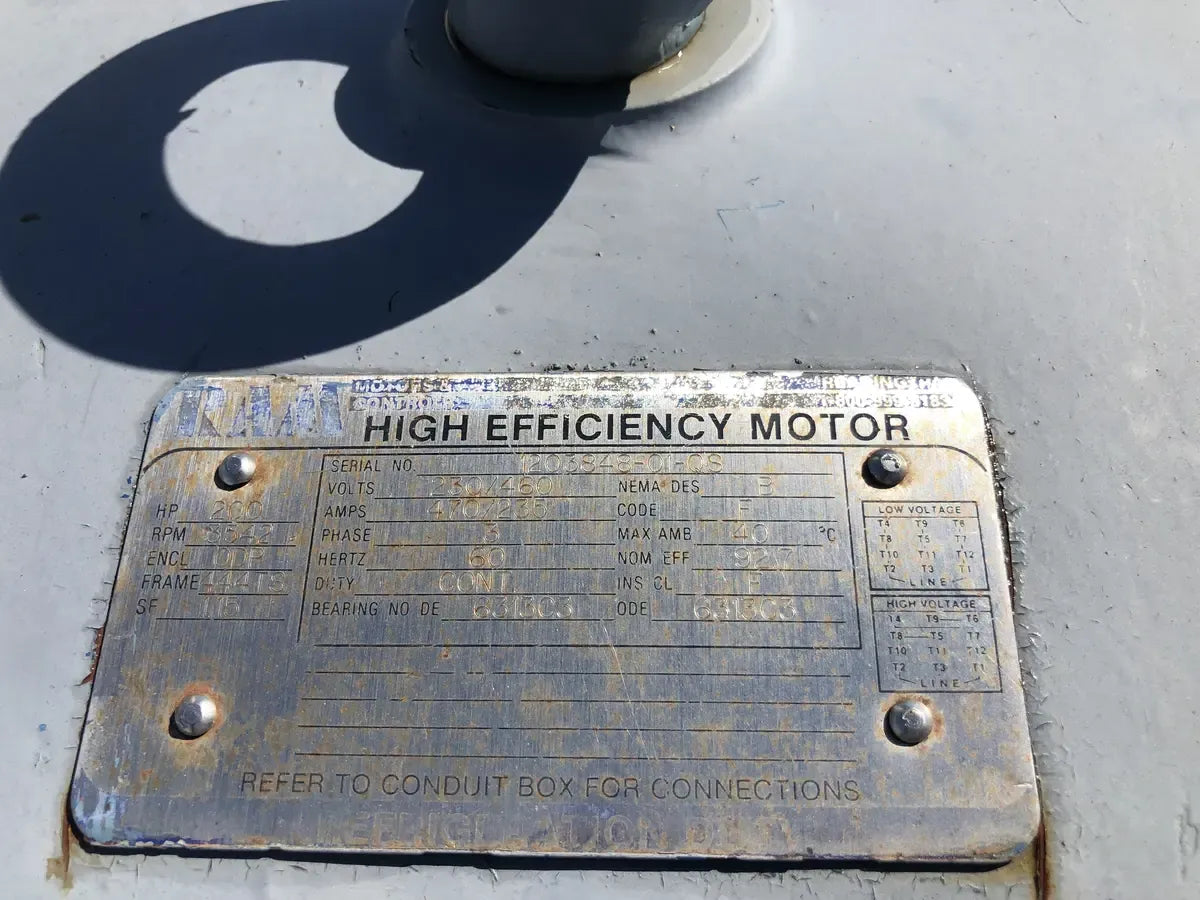 RAM
HIGH EFFICIENCY MOTOR
SERIAL NO. 1203848-01-QS
VOLTS 230/460 NEMA DES B
HP 200 AMPS 470/235 CODE F
RPM PHASE 3 MAX AMB 40 °C
ENCL ODP HERTZ 60 NOM EFF 92.7
FRAME 444TS DUTY CONT INS CL F
SF 1.15 BEARING NO DE 6313C3 ODE 6313C3
LOW VOLTAGE
T4 T9 T6
T8 T5 T7
T10 T11 T12
T2 T3 T1
LINE
HIGH VOLTAGE
T4 T9 T6
T8 T5 T7
T10 T11 T12
T2 T3 T1
LINE
REFER TO CONDUIT BOX FOR CONNECTIONS
REFRIGERATION DUTY